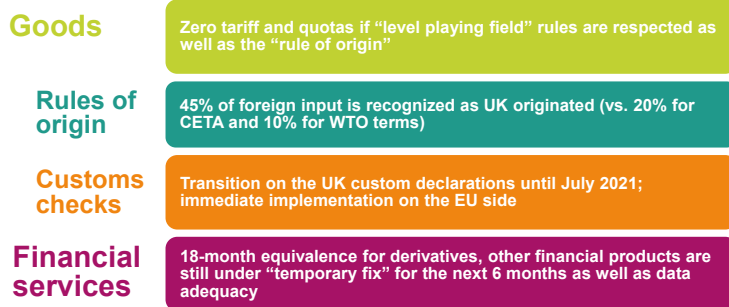 Goods
Zero tariff and quotas if “level playing field” rules are respected as
well as the “rule of origin”
Rules of
origin
45% of foreign input is recognized as UK originated (vs. 20% for
CETA and 10% for WTO terms)
Customs
checks
Transition on the UK custom declarations until July 2021;
immediate implementation on the EU side
Financial
services
18-month equivalence for derivatives, other financial products are
still under “temporary fix” for the next 6 months as well as data
adequacy